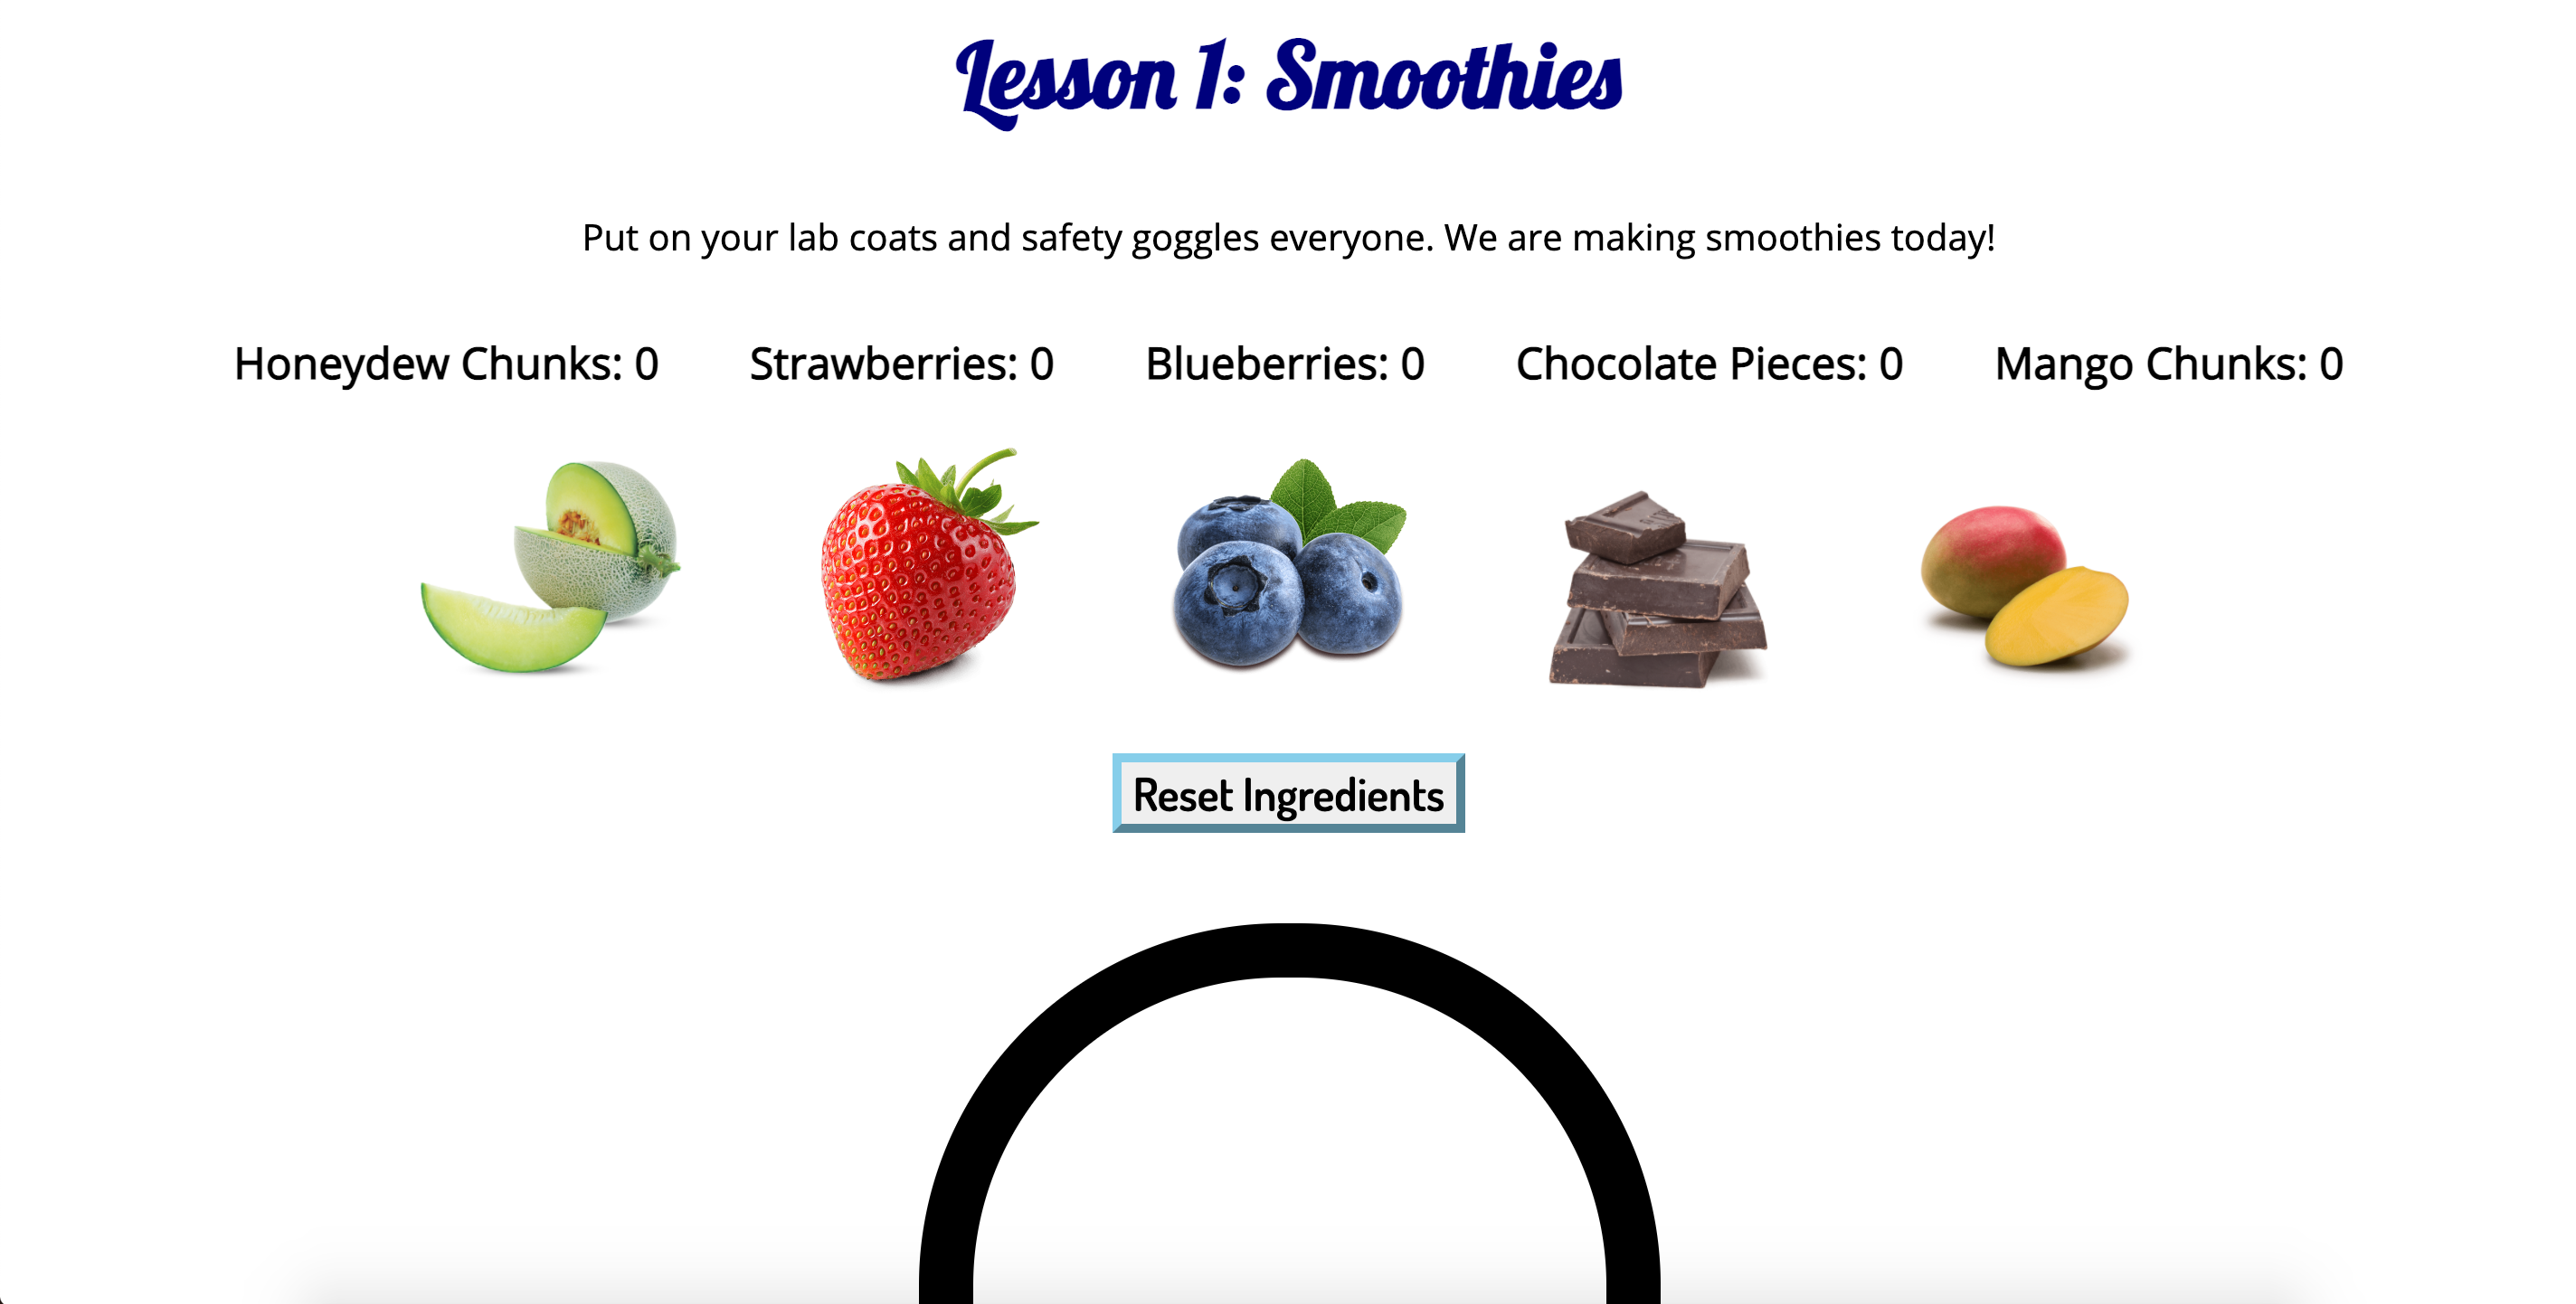 Lesson 1: Smoothies
Put on your lab coats and safety goggles everyone. We are making smoothies today!
Honeydew Chunks: 0 Strawberries: 0 Blueberries: 0 Chocolate Pieces: 0 Mango Chunks: 0
Reset Ingredients